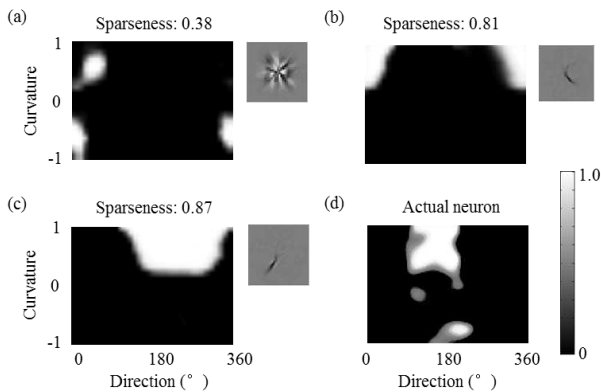 (a) Sparseness: 0.38
(b) Sparseness: 0.81
Curvature
1
0
-1
(c) Sparseness: 0.87
(d) Actual neuron
1.0
0
Curvature
1
0
-1
0 180 360
0 180 360
Direction (°)
Direction (°)